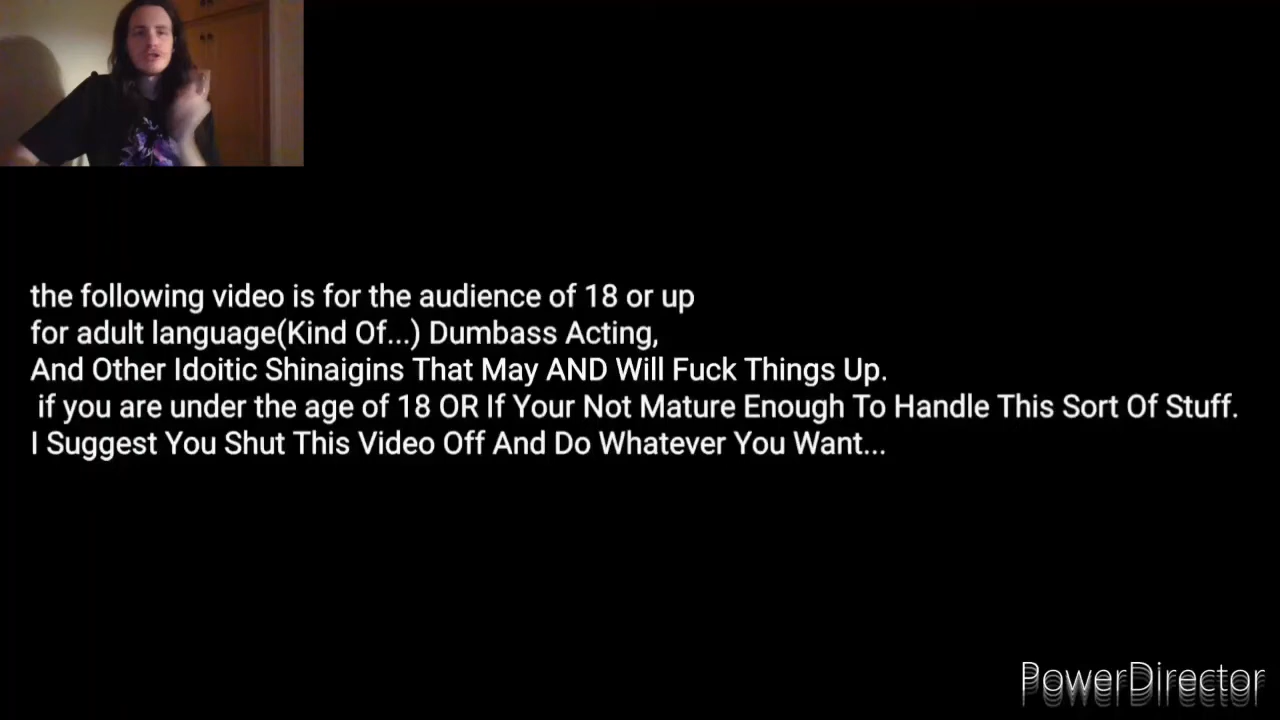 the following video is for the audience of 18 or up
for adult language(Kind Of...) Dumbass Acting,
And Other Idoitic Shinaigins That May AND Will Fuck Things Up.
if you are under the age of 18 OR If Your Not Mature Enough To Handle This Sort Of Stuff.
I Suggest You Shut This Video Off And Do Whatever You Want...
PowerDirector